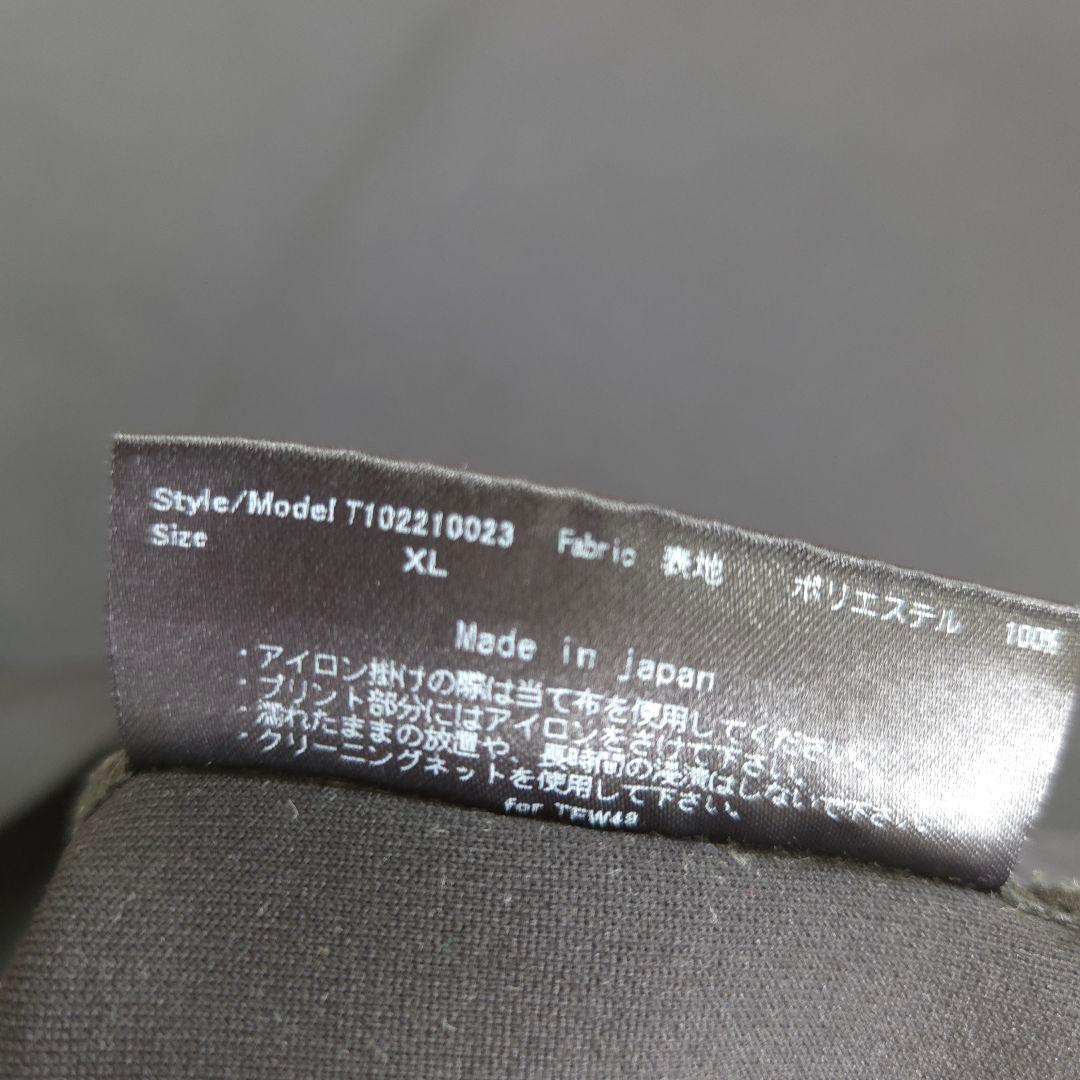 Style/Model T102210023 Fabric 表地 ポリエステル 100%
Size XL
Made in japan
・アイロン掛けの際は当て布を使用してください。
・プリント部分にはアイロンをさけて下さい。
・濡れたままの放置や、長時間の浸漬はしないで下さい。
・クリーニングネットを使用して下さい。
for TFW49